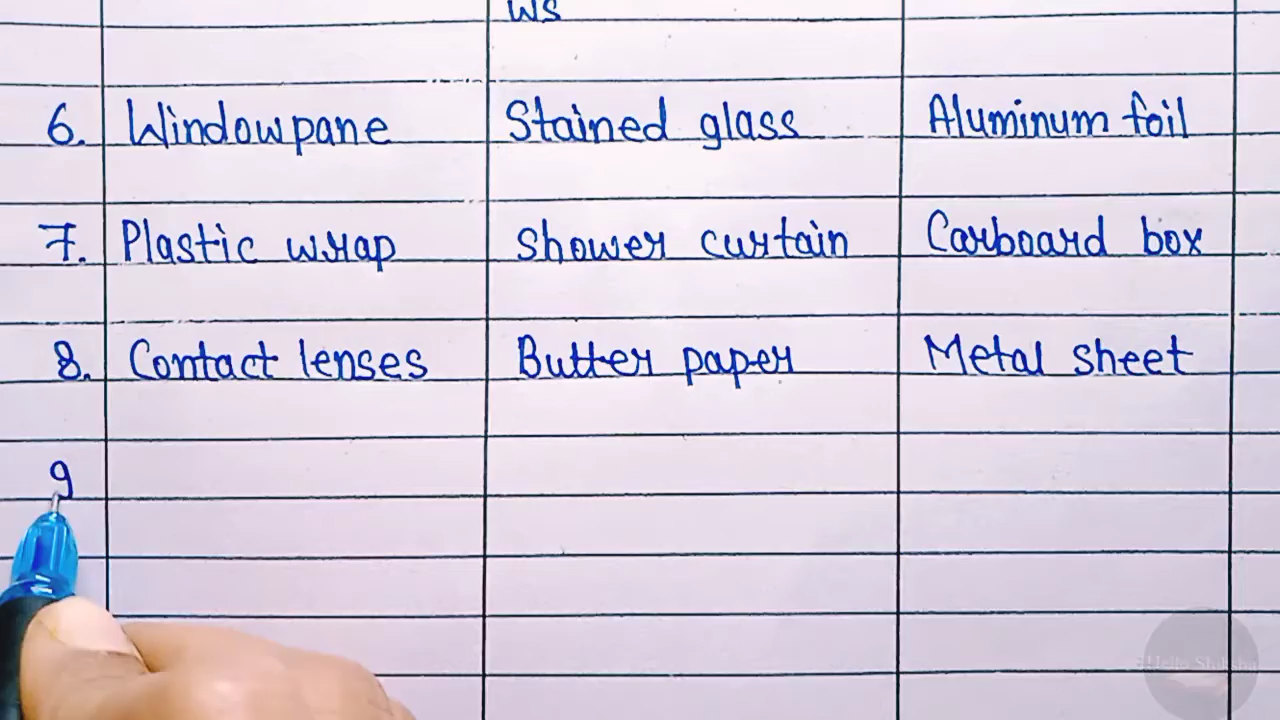 ws
6. Windowpane Stained glass Aluminum foil
7. Plastic wrap Shower curtain Carboard box
8. Contact lenses Butter paper Metal sheet
9